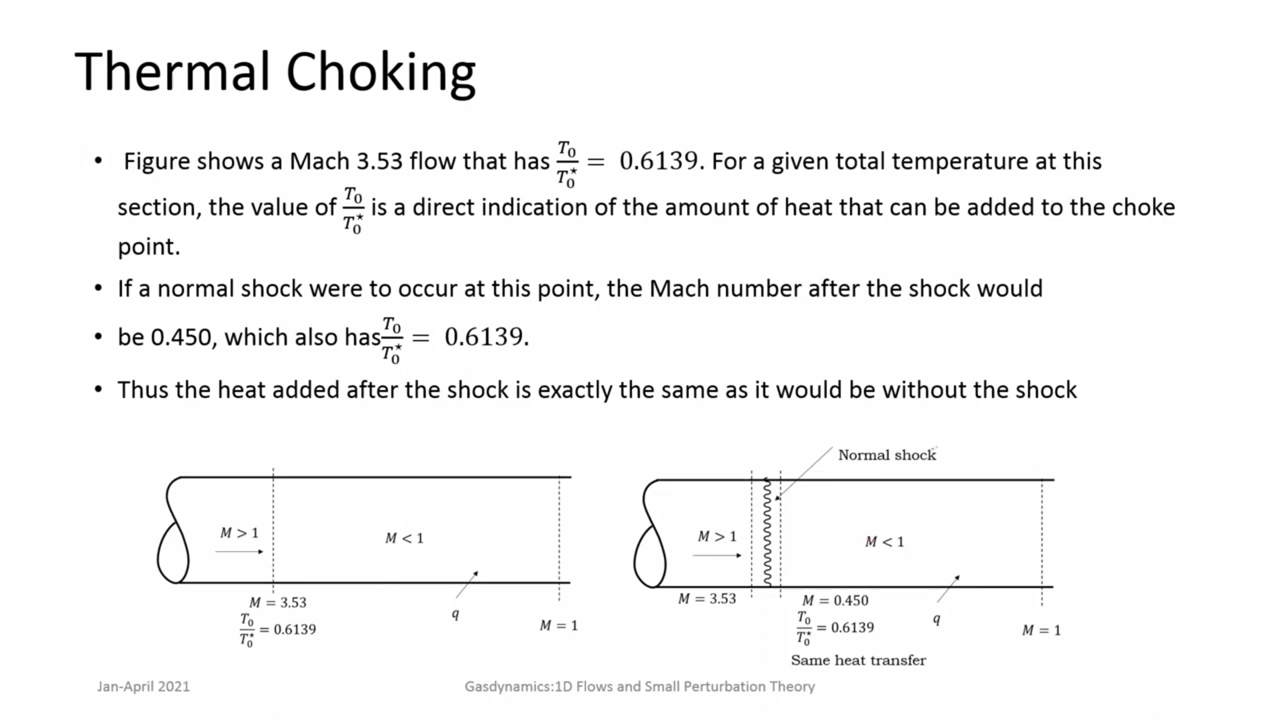 Thermal Choking
• Figure shows a Mach 3.53 flow that has T₀/T₀* = 0.6139. For a given total temperature at this
section, the value of T₀/T₀* is a direct indication of the amount of heat that can be added to the choke
point.
• If a normal shock were to occur at this point, the Mach number after the shock would
• be 0.450, which also has T₀/T₀* = 0.6139.
• Thus the heat added after the shock is exactly the same as it would be without the shock
M > 1
M < 1
M = 3.53
T₀/T₀* = 0.6139
q
M = 1
Normal shock
M > 1
M < 1
M = 3.53
M = 0.450
T₀/T₀* = 0.6139
q
M = 1
Same heat transfer
Jan-April 2021
Gasdynamics:1D Flows and Small Perturbation Theory